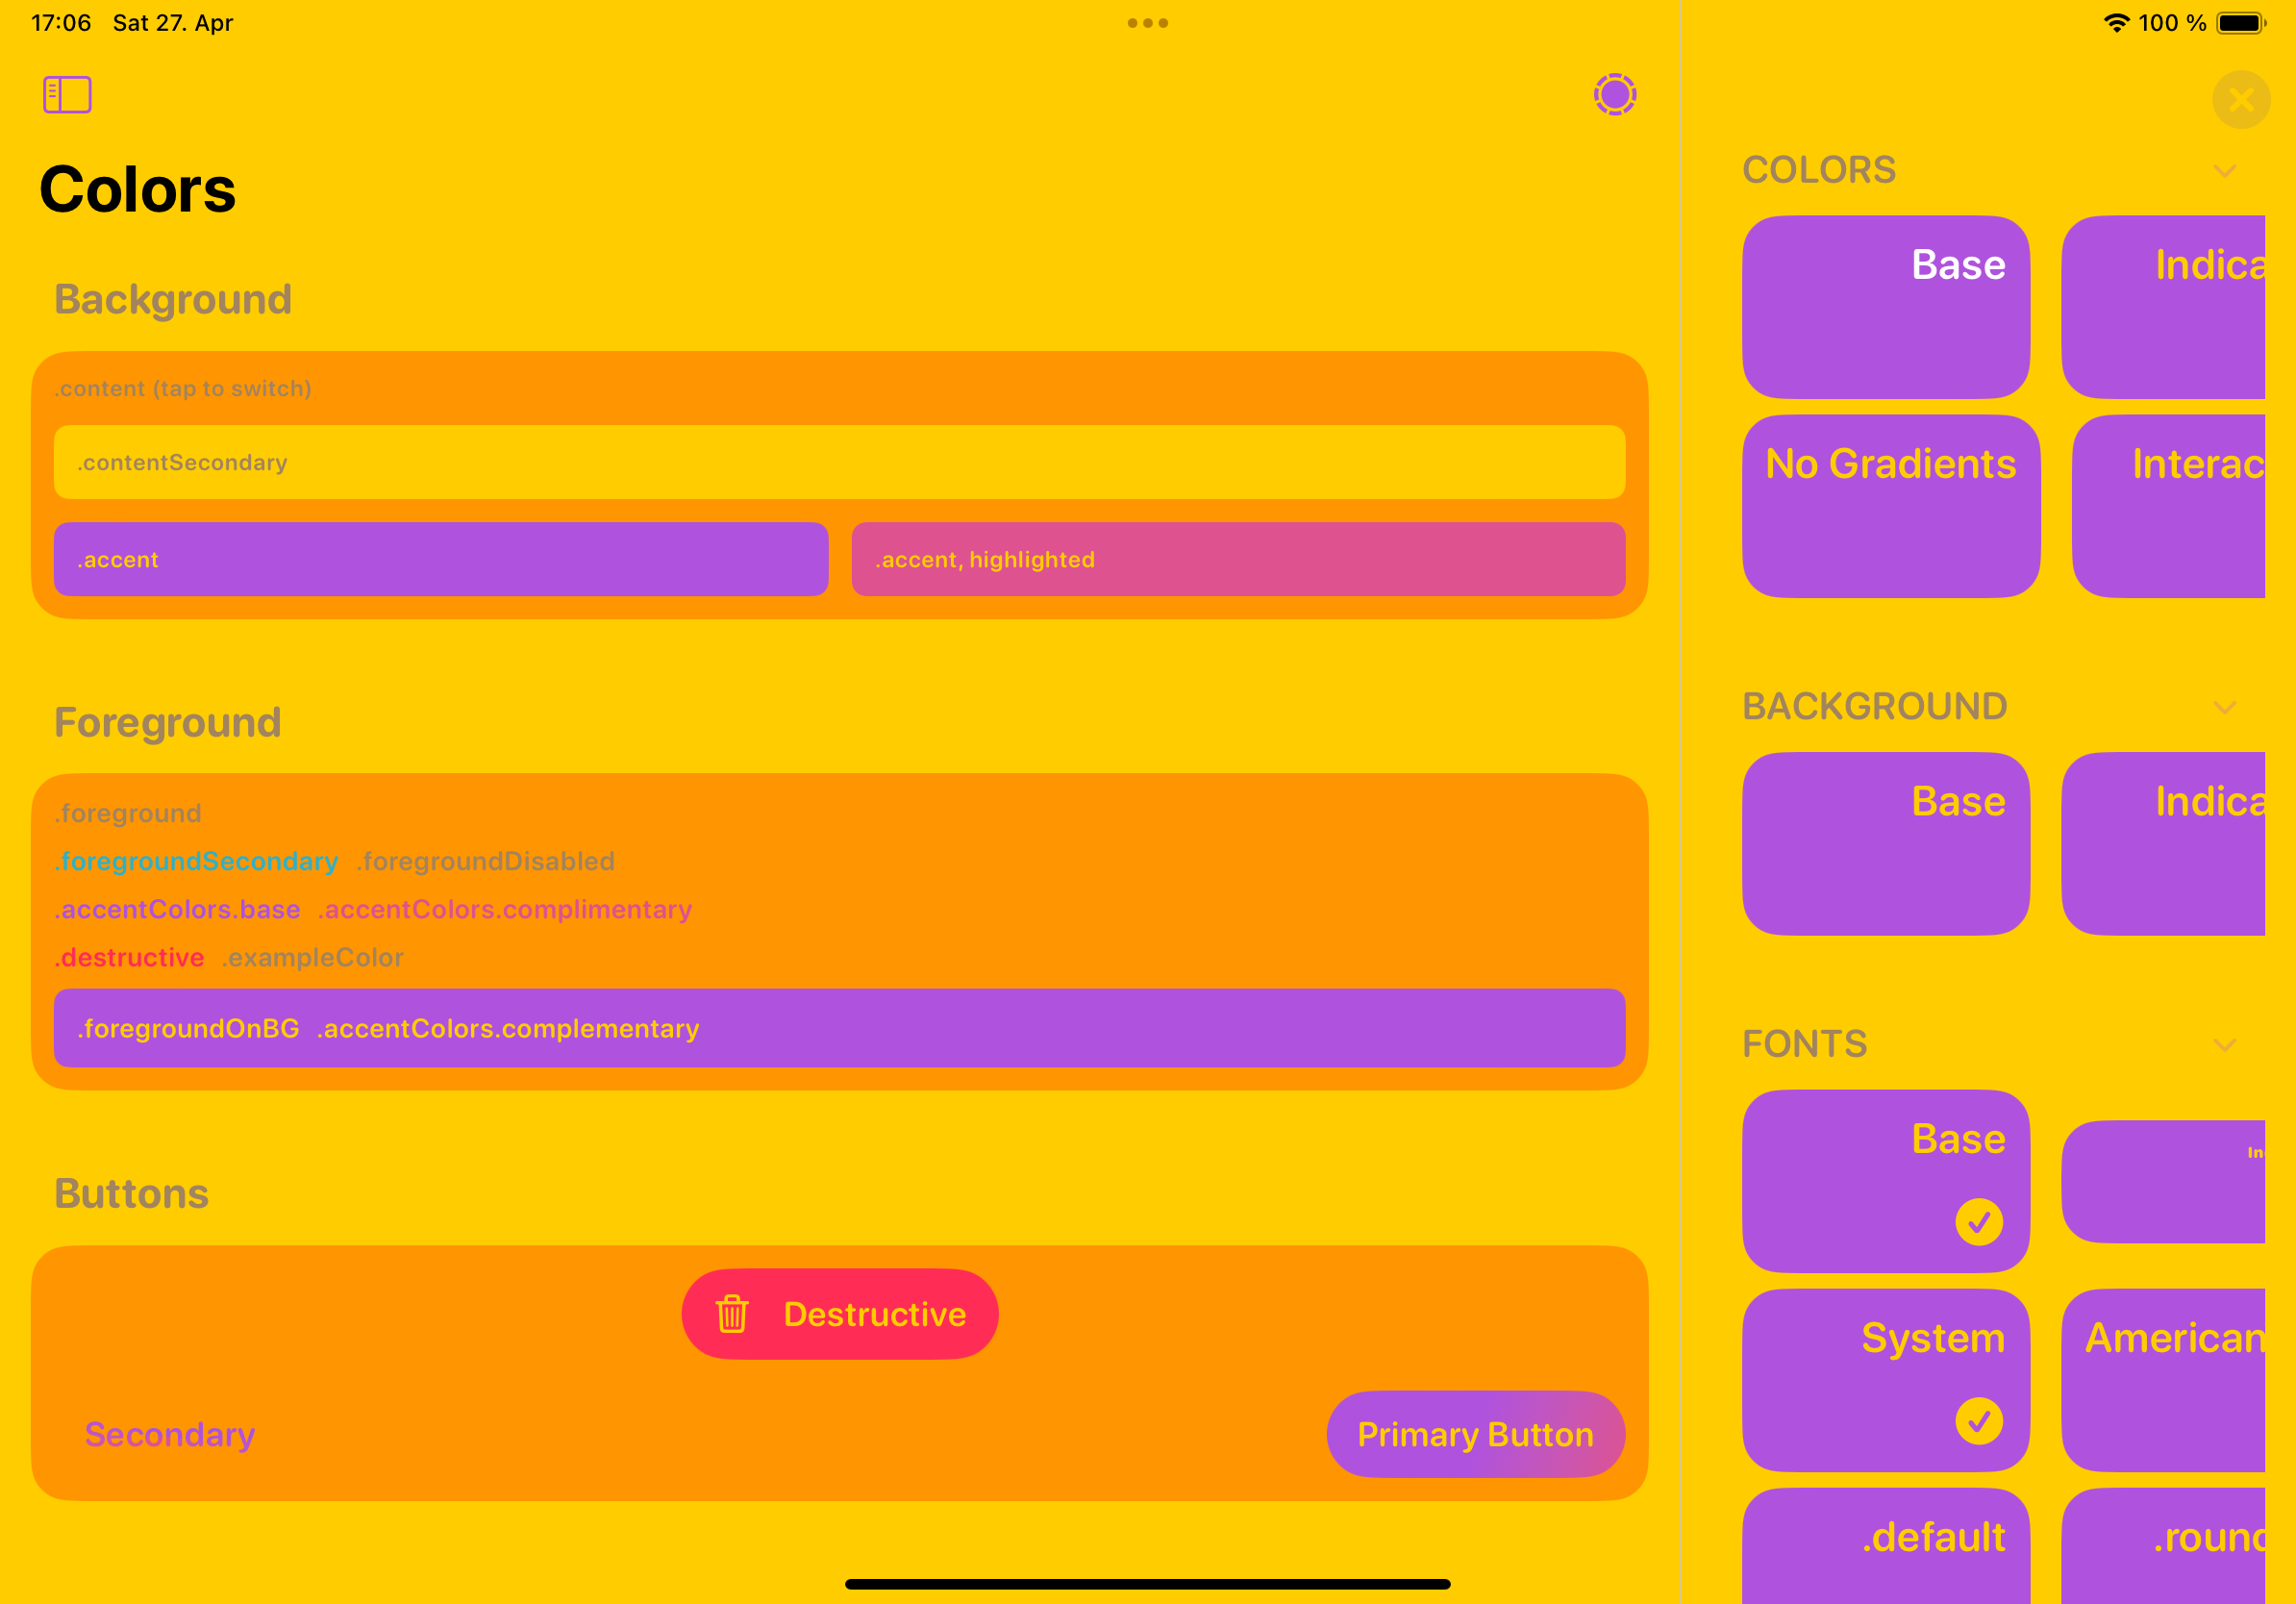 17:06 Sat 27. Apr
100 %
Colors
Background
.content (tap to switch)
.contentSecondary
.accent
.accent, highlighted
Foreground
.foreground
.foregroundSecondary .foregroundDisabled
.accentColors.base .accentColors.complimentary
.destructive .exampleColor
.foregroundOnBG .accentColors.complementary
Buttons
Destructive
Secondary
Primary Button
COLORS
Base
Indica
No Gradients
Interac
BACKGROUND
Base
Indica
FONTS
Base
In
System
American
.default
.round